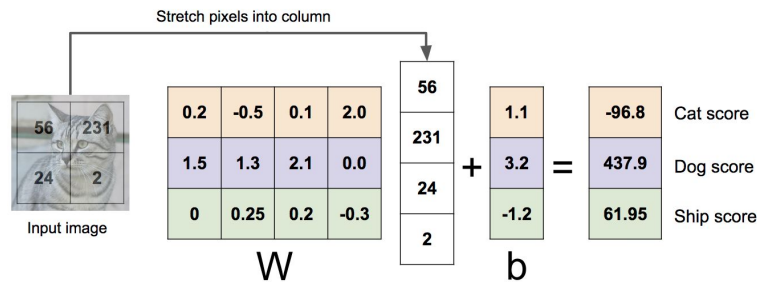 Stretch pixels into column
56 231
24 2
Input image
0.2 -0.5 0.1 2.0
1.5 1.3 2.1 0.0
0 0.25 0.2 -0.3
W
56
231
24
2
+
1.1
3.2
-1.2
b
=
-96.8 Cat score
437.9 Dog score
61.95 Ship score